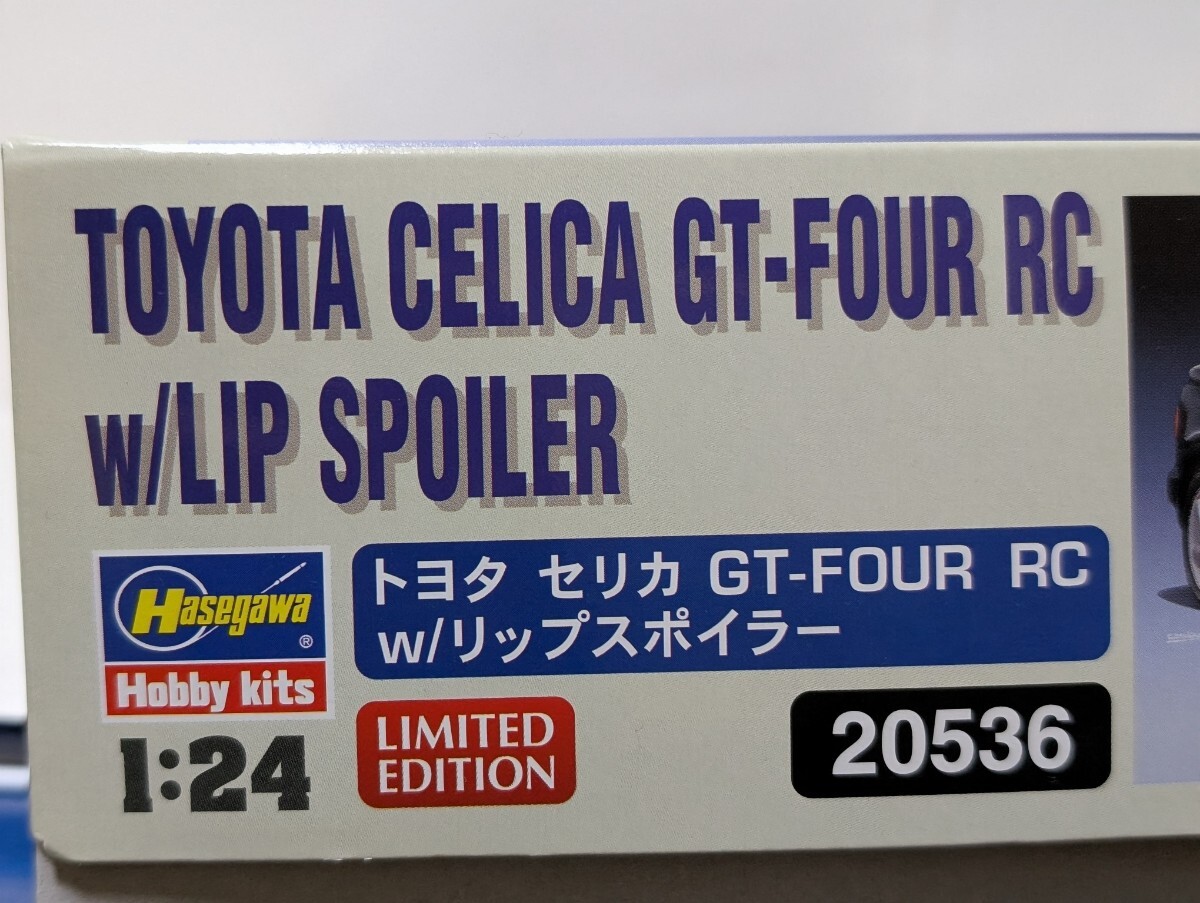 TOYOTA CELICA GT-FOUR RC
w/LIP SPOILER
Hasegawa®
Hobby kits
トヨタ セリカ GT-FOUR RC
w/リップスポイラー
1:24
LIMITED
EDITION
20536